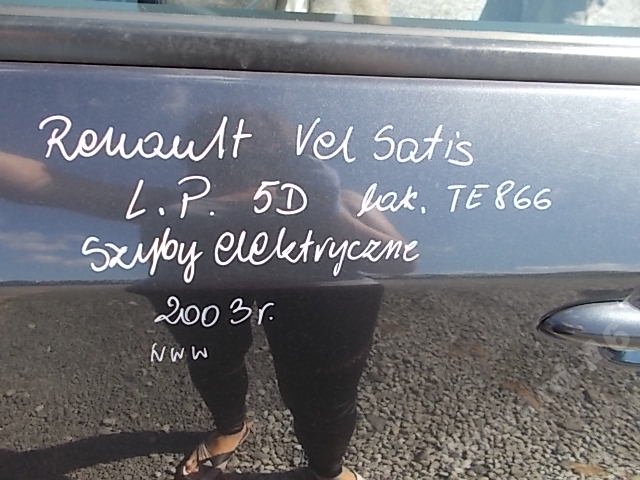 Renault Vel Satis
L.P. 5D lak. TE866
Szyby elektryczne
2003r.
NWW